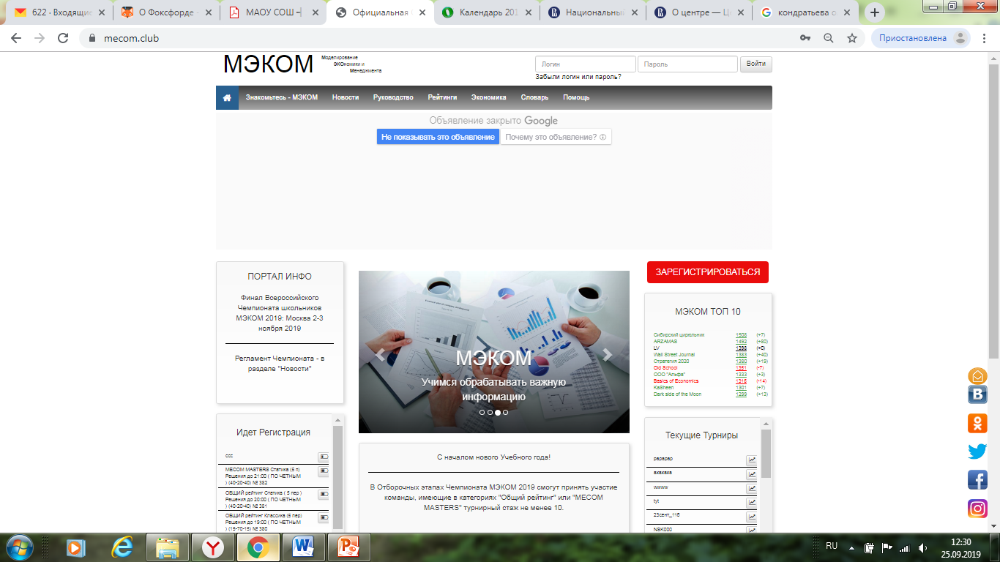 622 · Входящие
О Фоксфорде -
МАОУ СОШ –
Официальная
Календарь 201
Национальный
О центре — Це
кондратьева о
mecom.club
Приостановлена
МЭКОМ
Моделирование
ЭКОномики и
Менеджмента
Логин
Пароль
Войти
Забыли логин или пароль?
Знакомьтесь - МЭКОМ Новости Руководство Рейтинги Экономика Словарь Помощь
Объявление закрыто Google
Не показывать это объявление
Почему это объявление?
ПОРТАЛ ИНФО
Финал Всероссийского
Чемпионата школьников
МЭКОМ 2019: Москва 2-3
ноября 2019
Регламент Чемпионата - в
разделе "Новости"
Идет Регистрация
ссс
MECOM MASTERS Статика (5 п)
Решения до 21:00 ( ПО ЧЕТНЫМ
) (40-20-40) № 382
ОБЩИЙ рейтинг Статика ( 5 пер )
Решения до 20:00 ( ПО ЧЕТНЫМ
) (40-20-40) № 381
ОБЩИЙ рейтинг Классика (5 пер)
Решения до 19:00 ( ПО ЧЕТНЫМ
) (15-70-15) № 380
МЭКОМ
Учимся обрабатывать важную
информацию
С началом нового Учебного года!
В Отборочных этапах Чемпионата МЭКОМ 2019 смогут принять участие
команды, имеющие в категориях "Общий рейтинг" или "MECOM
MASTERS" турнирный стаж не менее 10.
ЗАРЕГИСТРИРОВАТЬСЯ
МЭКОМ ТОП 10
Сибирский цирюльник 1508 (+7)
ARZAMAS 1492 (+80)
LV 1398 (+0)
Wall Street Journal 1383 (+40)
Стратегия 2020 1380 (+19)
Old School 1351 (-7)
ООО "Альфа" 1333 (+3)
Basics of Economics 1316 (-14)
KaSheen 1301 (+7)
Dark side of the Moon 1299 (+13)
Текущие Турниры
рарарар
ахахаха
wwww
tyt
23сент_11б
NSK000
RU
12:30
25.09.2019